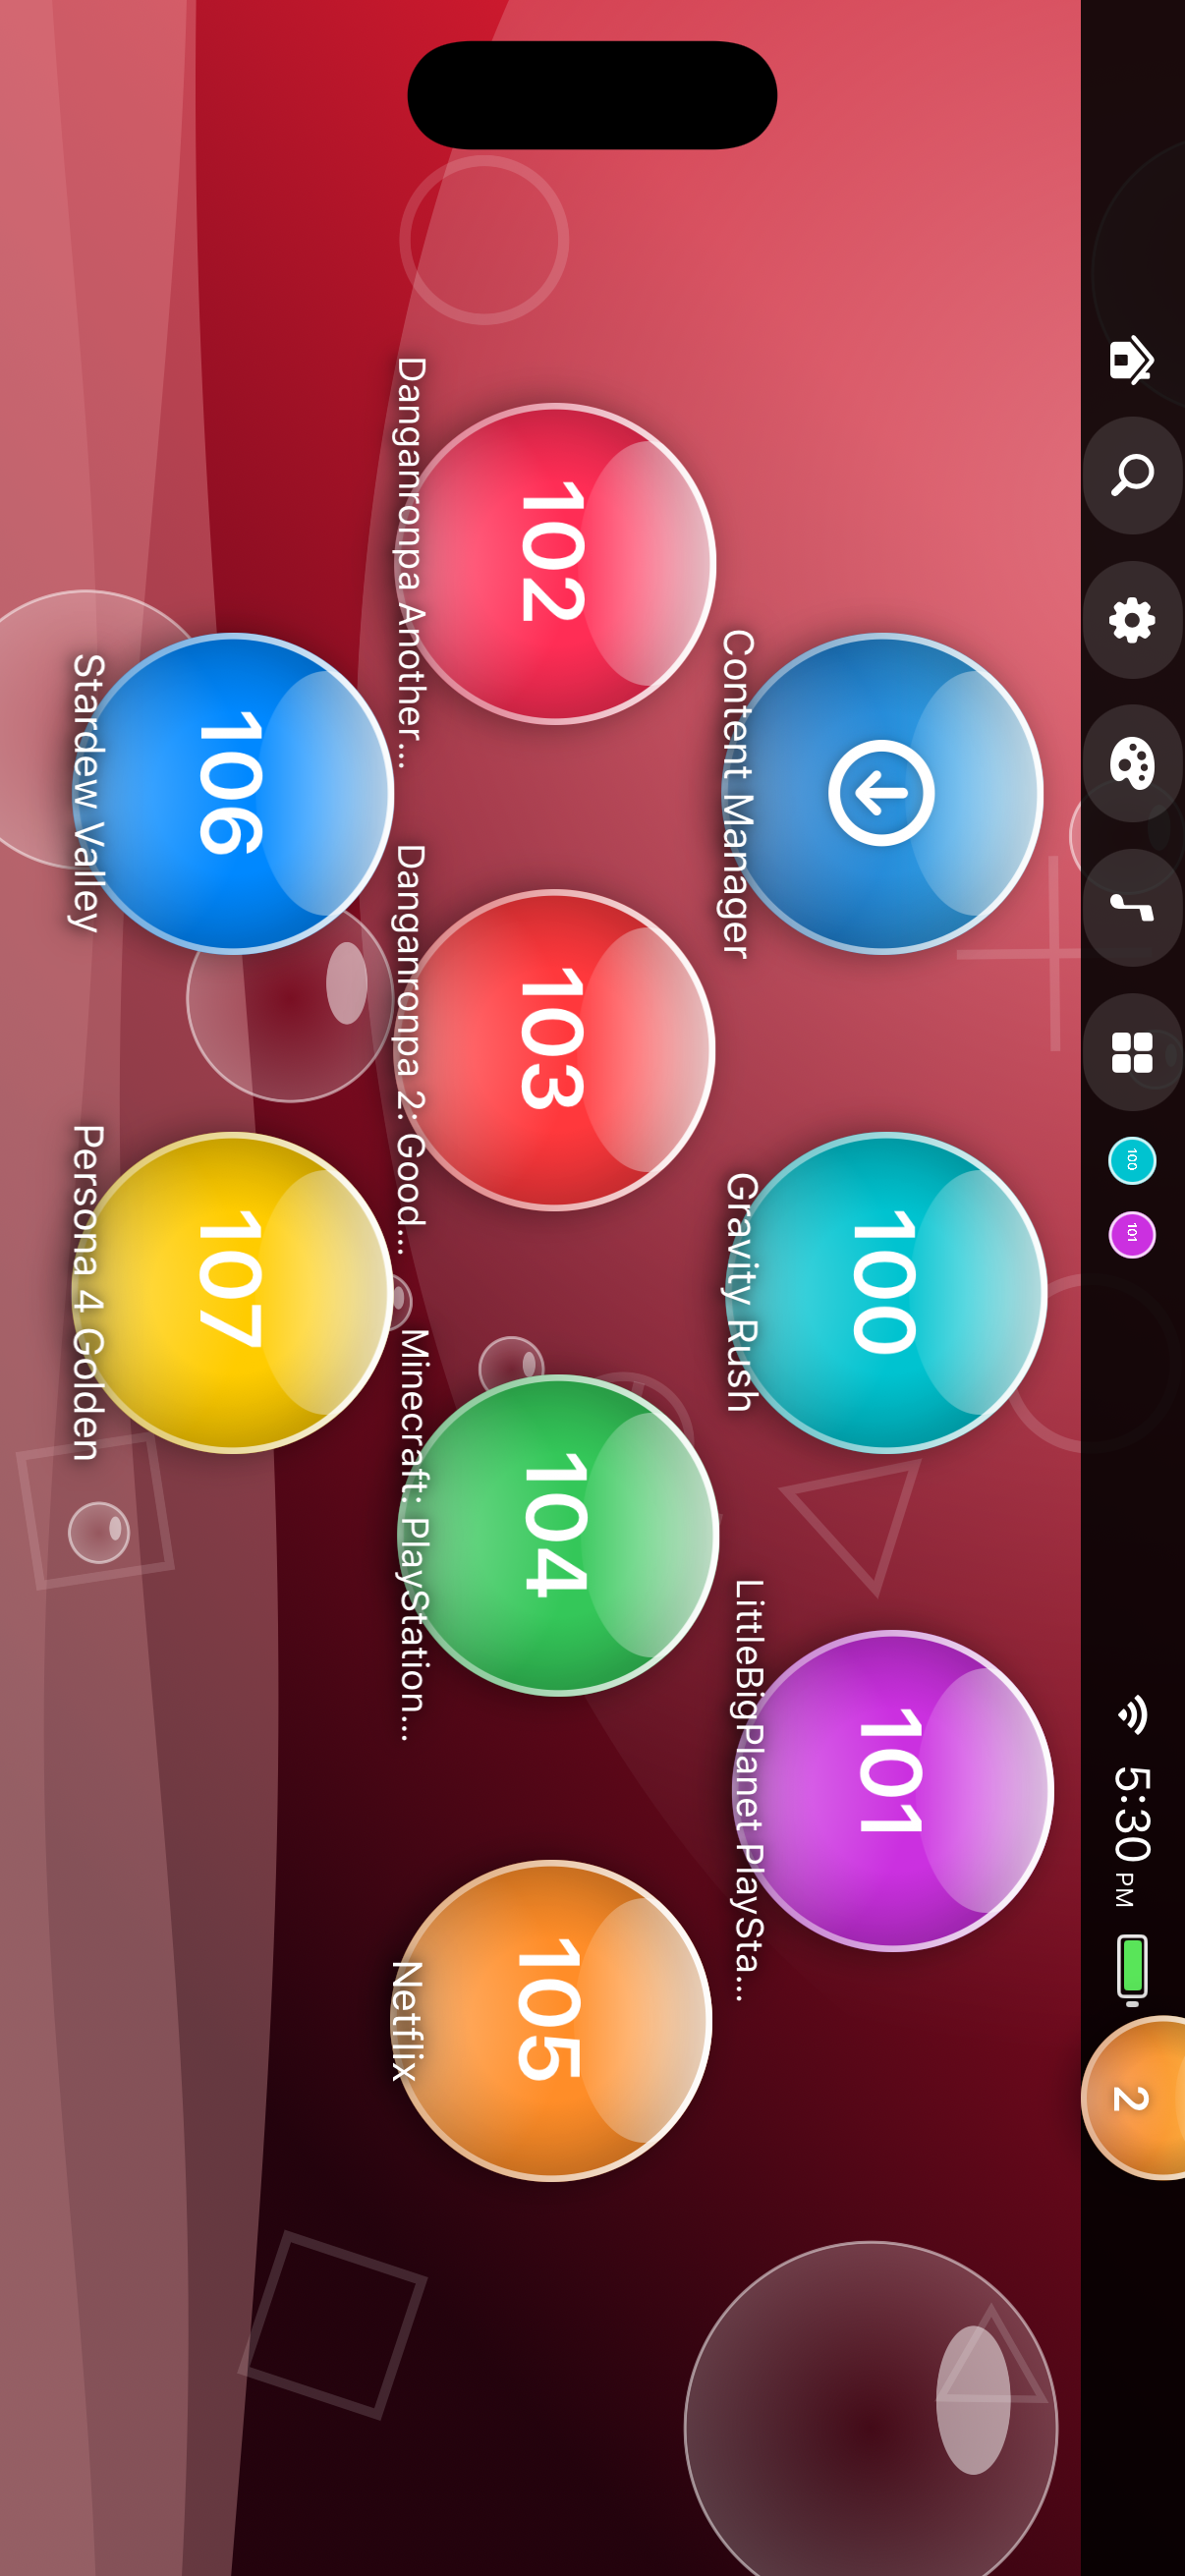 100
101
5:30 PM
2
Content Manager
100
Gravity Rush
101
LittleBigPlanet PlaySta...
102
Danganronpa Another...
103
Danganronpa 2: Good...
104
Minecraft: PlayStation...
105
Netflix
106
Stardew Valley
107
Persona 4 Golden